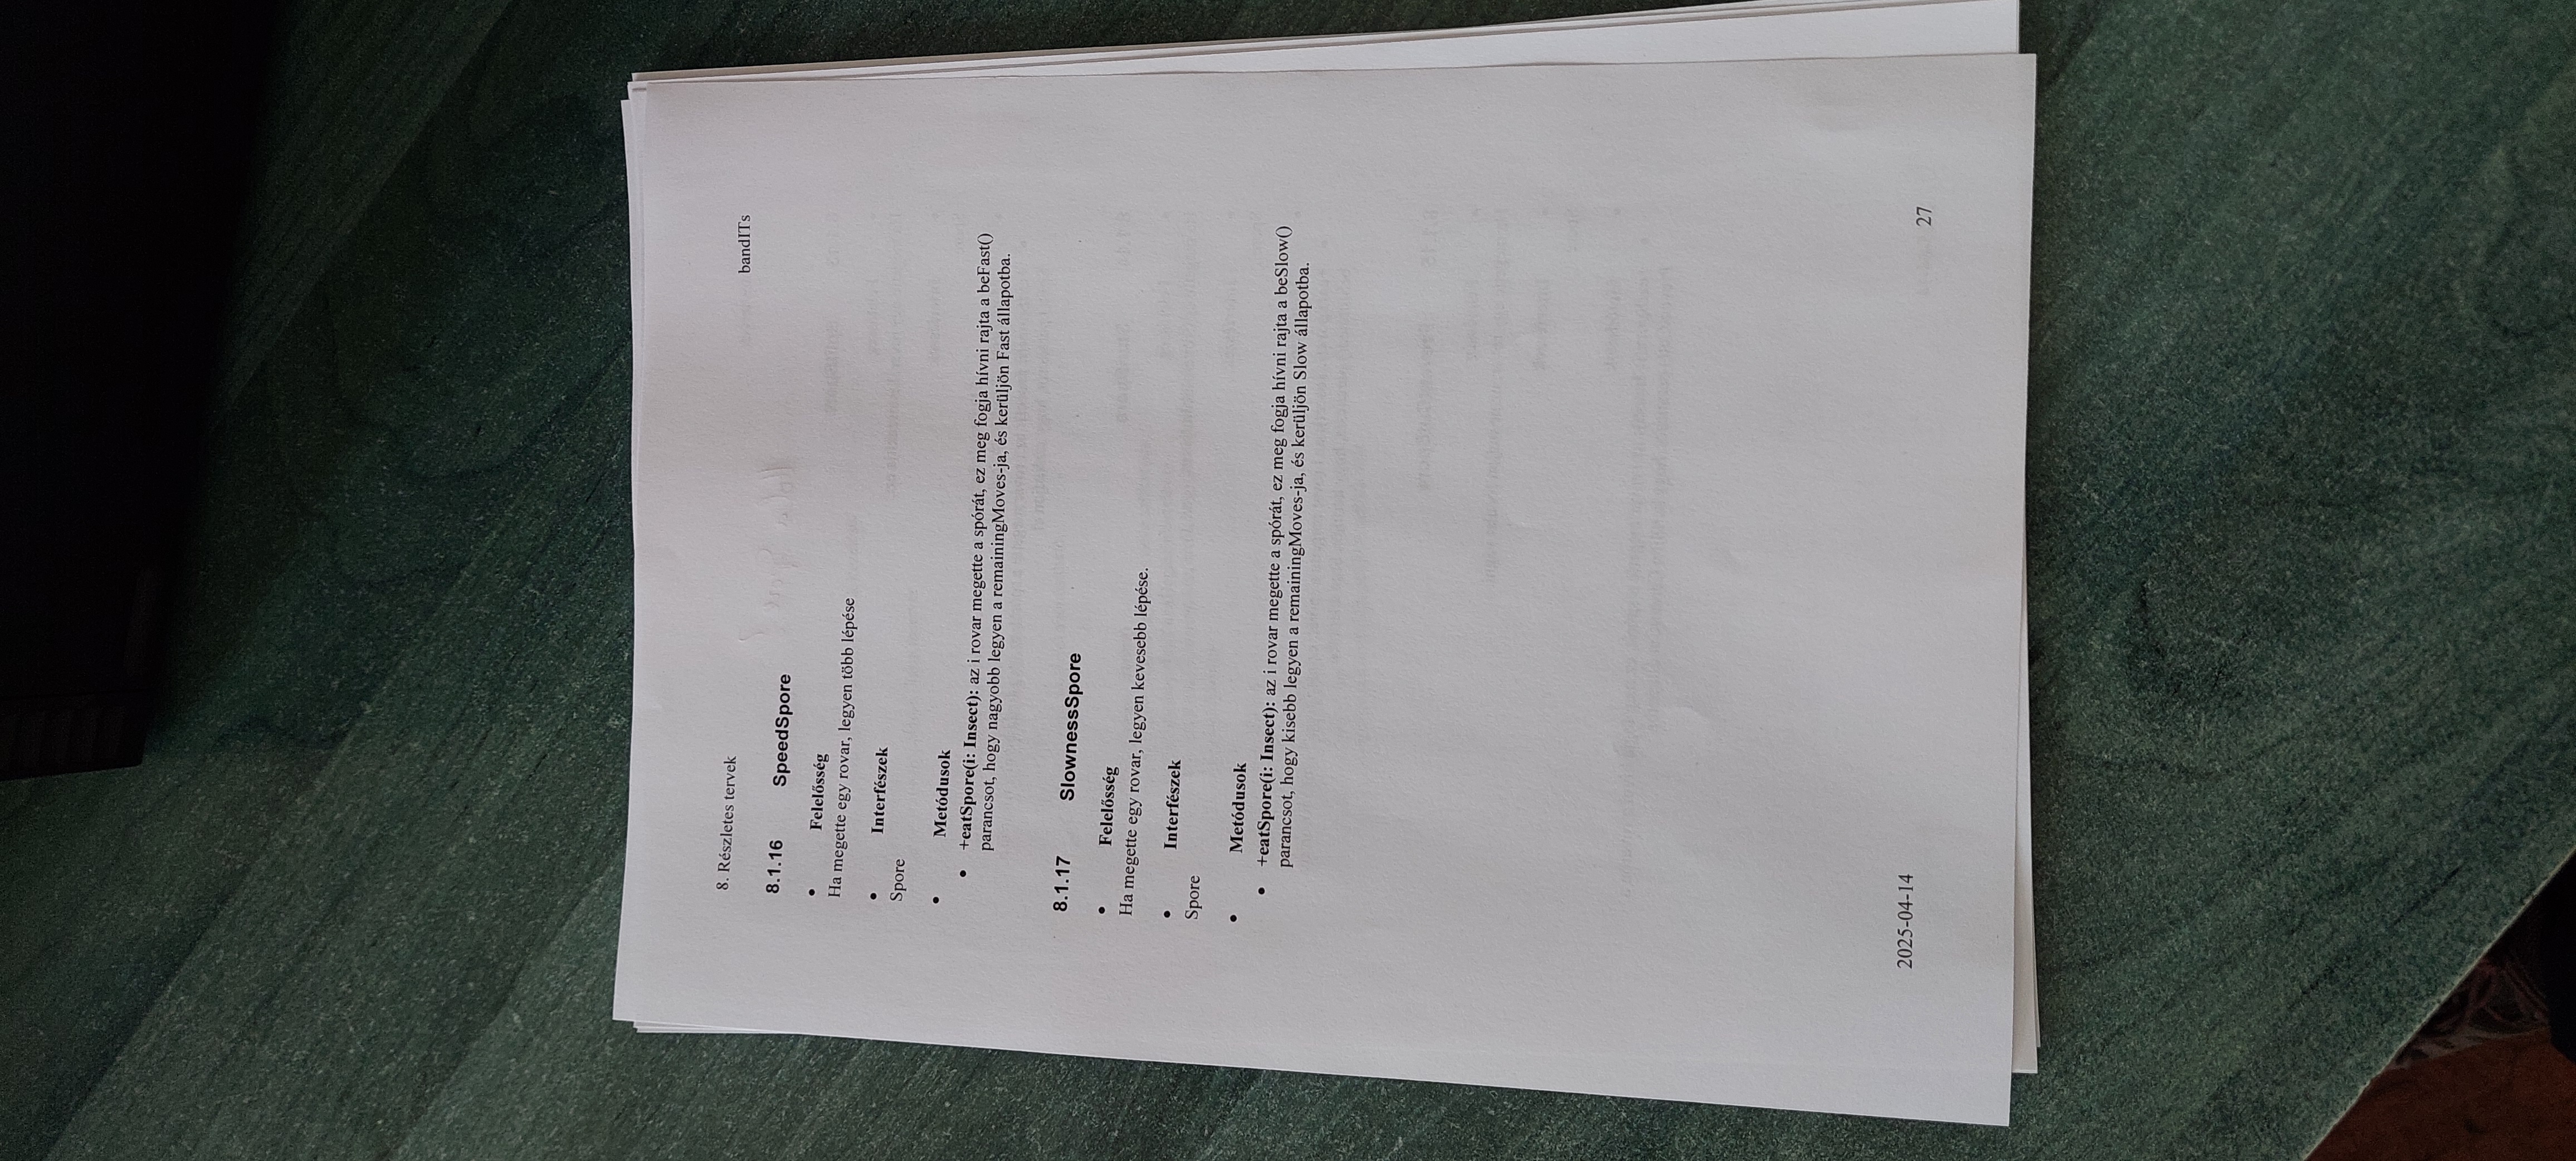 8. Részletes tervek bandITs
8.1.16 SpeedSpore
• Felelősség
Ha megette egy rovar, legyen több lépése
• Interfészek
Spore
• Metódusok
• +eatSpore(i: Insect): az i rovar megette a spórát, ez meg fogja hívni rajta a beFast()
parancsot, hogy nagyobb legyen a remainingMoves-ja, és kerüljön Fast állapotba.
8.1.17 SlownessSpore
• Felelősség
Ha megette egy rovar, legyen kevesebb lépése.
• Interfészek
Spore
• Metódusok
• +eatSpore(i: Insect): az i rovar megette a spórát, ez meg fogja hívni rajta a beSlow()
parancsot, hogy kisebb legyen a remainingMoves-ja, és kerüljön Slow állapotba.
2025-04-14 27